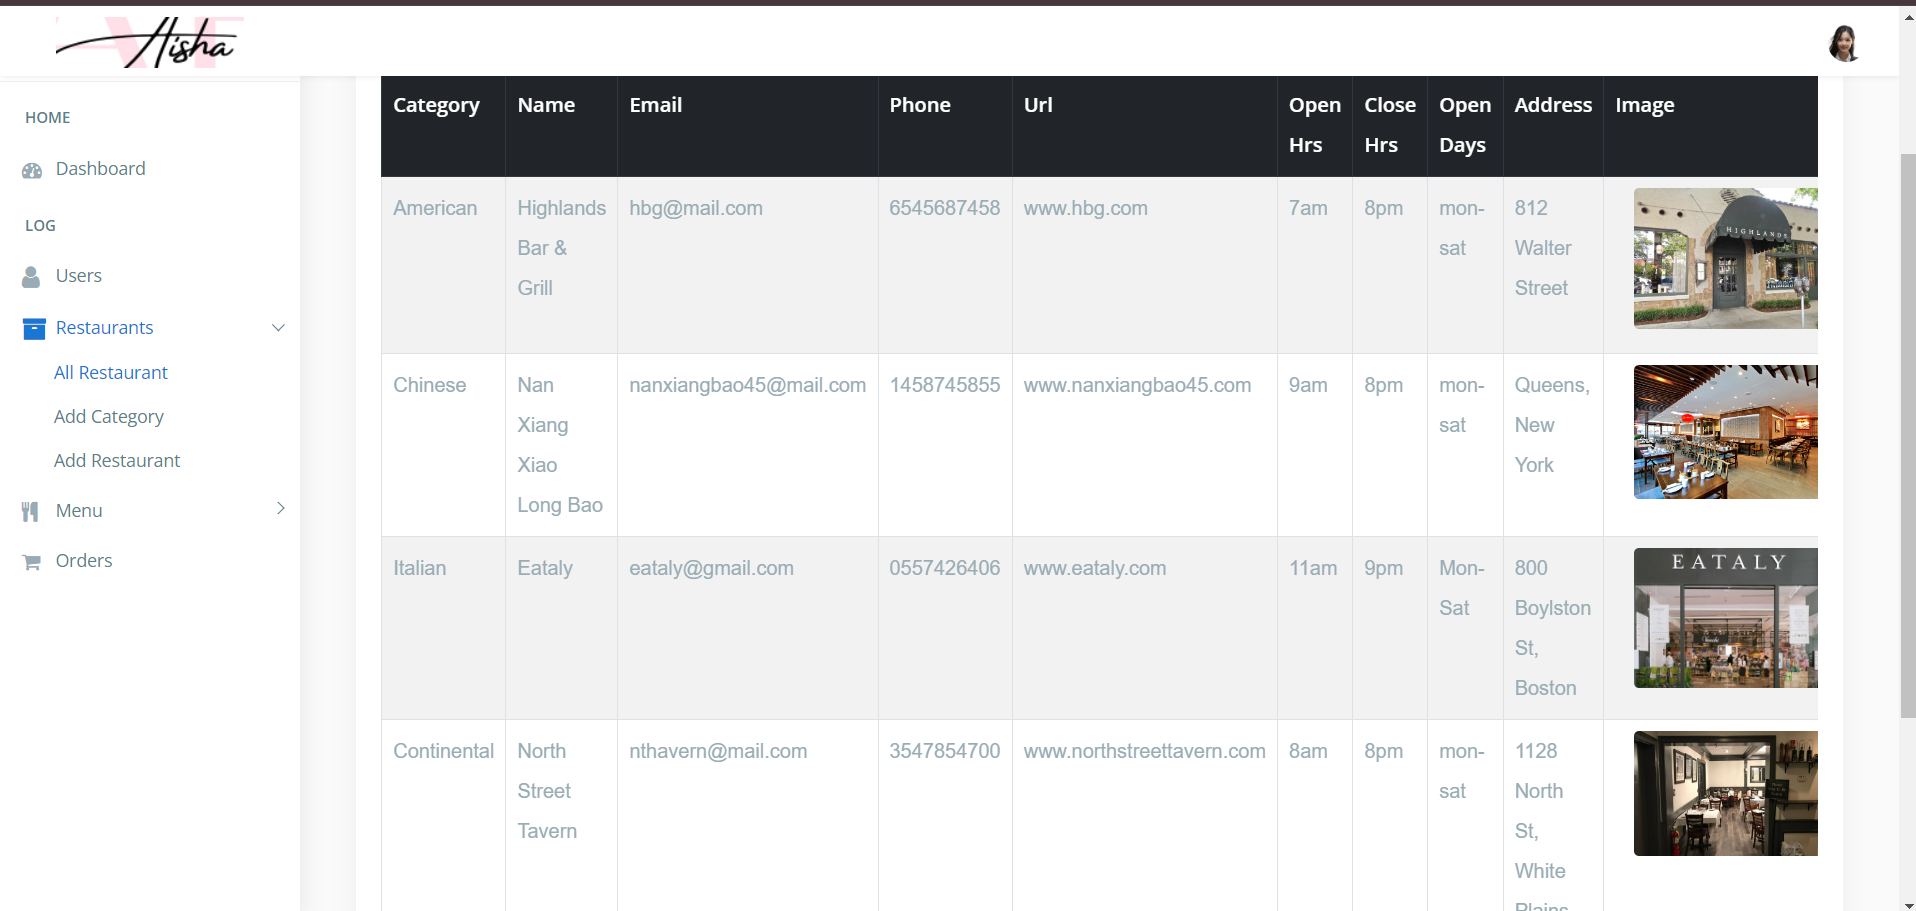 Aisha
HOME
Dashboard
LOG
Users
Restaurants
All Restaurant
Add Category
Add Restaurant
Menu
Orders
Category Name Email Phone Url Open Hrs Close Hrs Open Days Address Image
American
Highlands
Bar &
Grill
hbg@mail.com
6545687458
www.hbg.com
7am
8pm
mon-
sat
812
Walter
Street
HIGHLANDS
Chinese
Nan
Xiang
Xiao
Long Bao
nanxiangbao45@mail.com
1458745855
www.nanxiangbao45.com
9am
8pm
mon-
sat
Queens,
New
York
Italian
Eataly
eataly@gmail.com
0557426406
www.eataly.com
11am
9pm
Mon-
Sat
800
Boylston
St,
Boston
EATALY
Continental
North
Street
Tavern
nthavern@mail.com
3547854700
www.northstreettavern.com
8am
8pm
mon-
sat
1128
North
St,
White
Plains